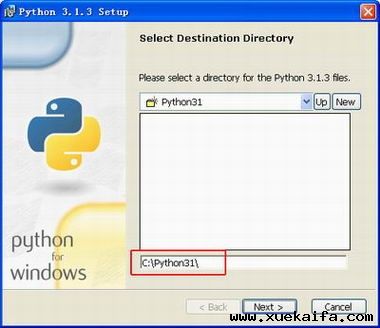 Python 3.1.3 Setup
Select Destination Directory
Please select a directory for the Python 3.1.3 files.
Python31
Up
New
python
for
windows
C:\Python31\
< Back
Next >
Cancel
www.xuekaifa.com